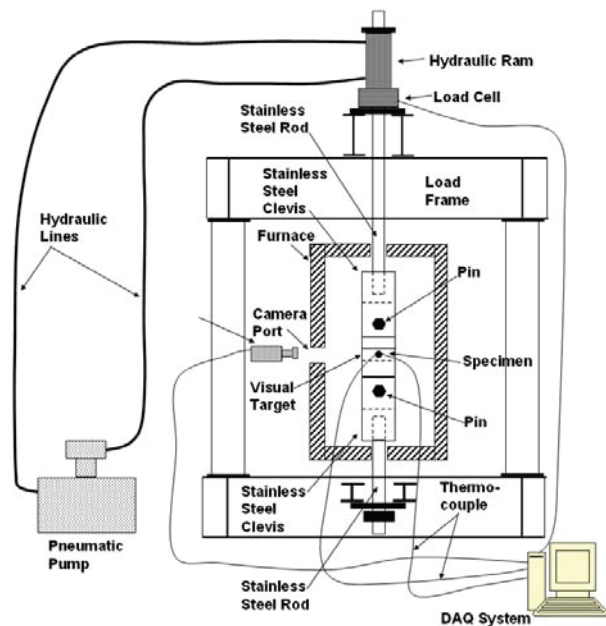 Hydraulic Ram
Load Cell
Stainless
Steel Rod
Stainless
Steel
Clevis
Load
Frame
Hydraulic
Lines
Furnace
Pin
Camera
Port
Specimen
Visual
Target
Pin
Stainless
Steel
Clevis
Thermo-
couple
Pneumatic
Pump
Stainless
Steel Rod
DAQ System